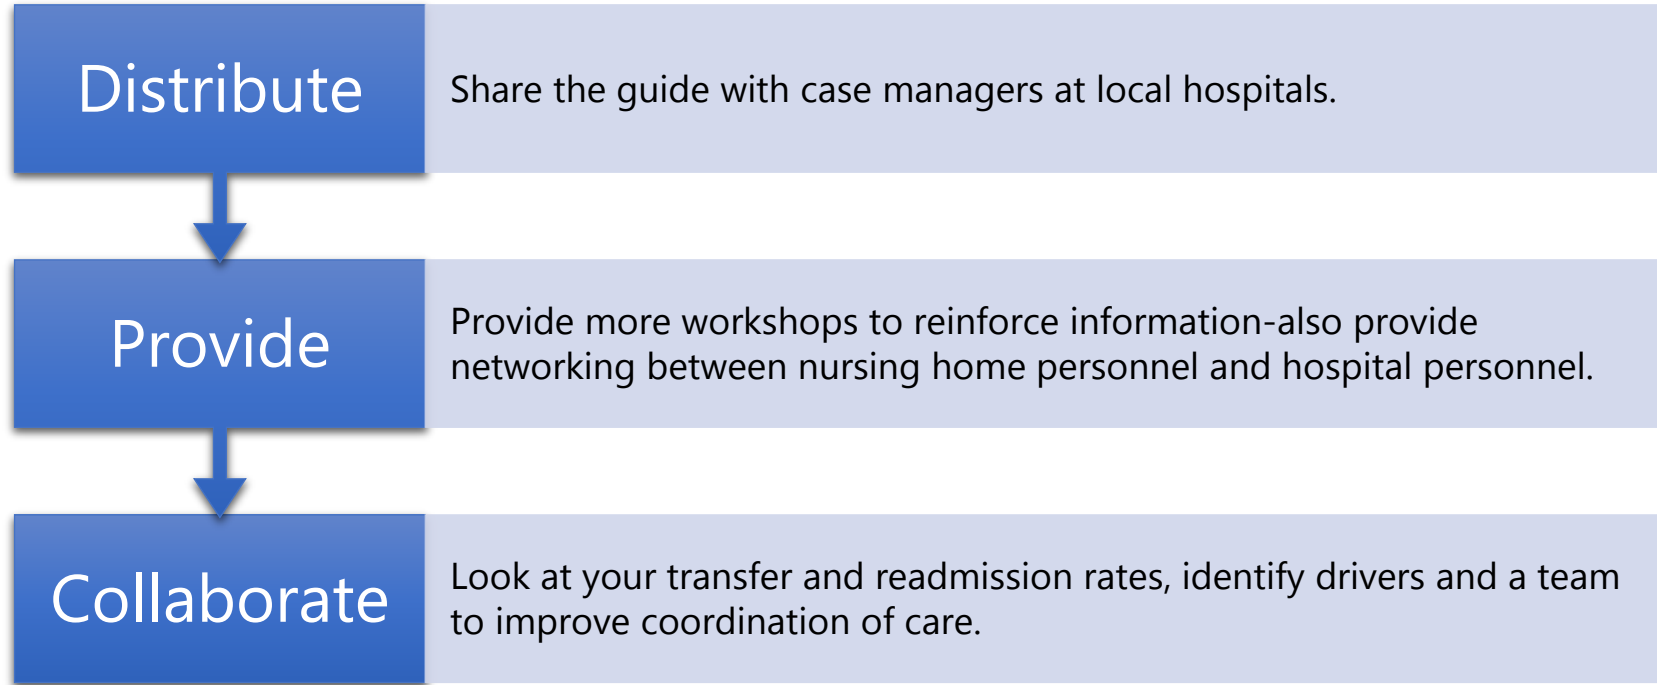 Distribute
Share the guide with case managers at local hospitals.
Provide
Provide more workshops to reinforce information-also provide
networking between nursing home personnel and hospital personnel.
Collaborate
Look at your transfer and readmission rates, identify drivers and a team
to improve coordination of care.